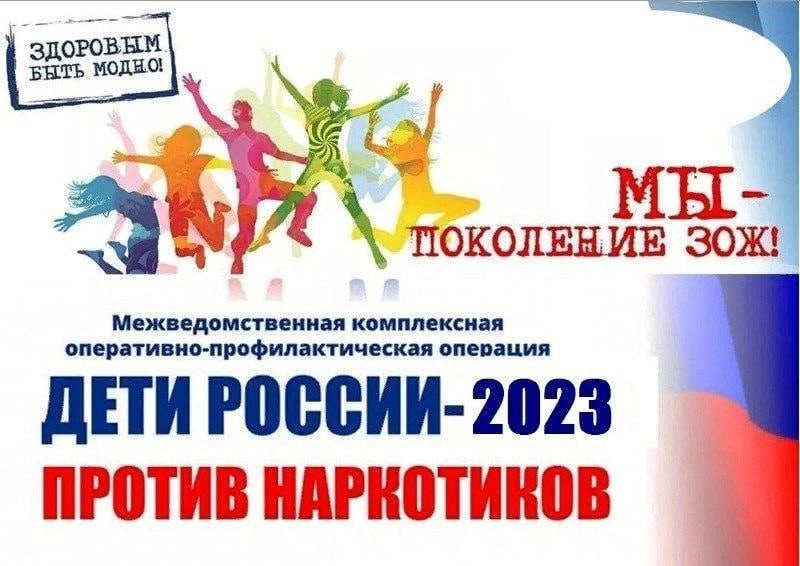 ЗДОРОВЫМ
БЫТЬ МОДНО!
МЫ-
ПОКОЛЕНИЕ ЗОЖ!
Межведомственная комплексная
оперативно-профилактическая операция
ДЕТИ РОССИИ-2023
ПРОТИВ НАРКОТИКОВ